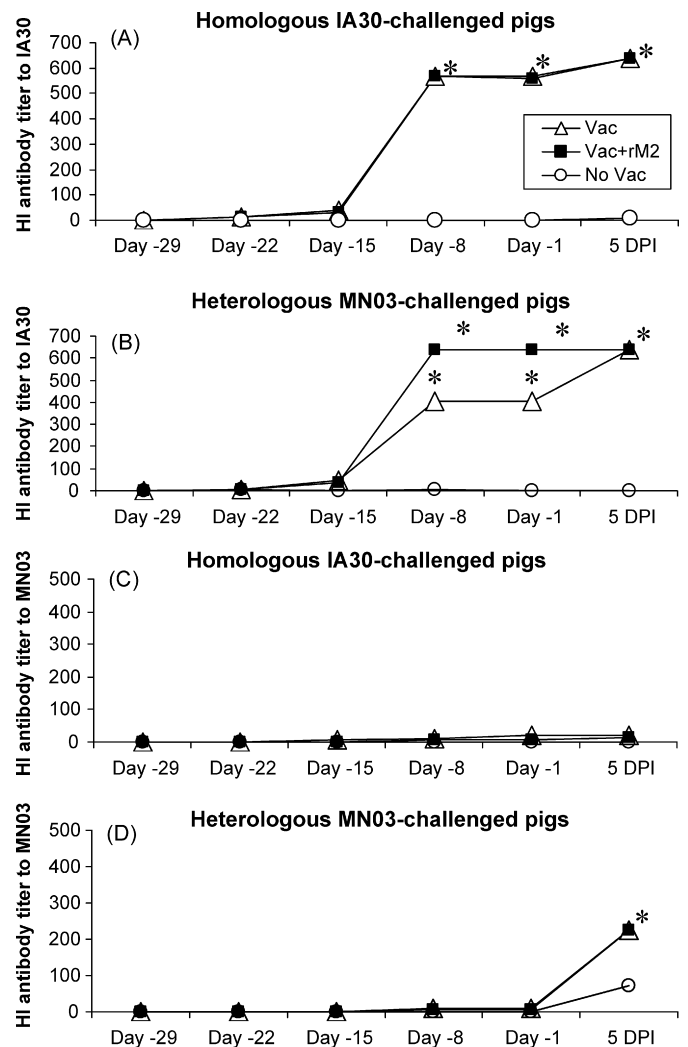 (A)
Homologous IA30-challenged pigs
HI antibody titer to IA30
700
600
500
400
300
200
100
0
* * *
Vac
Vac+rM2
No Vac
Day -29 Day -22 Day -15 Day -8 Day -1 5 DPI
Heterologous MN03-challenged pigs
(B)
HI antibody titer to IA30
700
600
500
400
300
200
100
0
* * *
* *
Day -29 Day -22 Day -15 Day -8 Day -1 5 DPI
Homologous IA30-challenged pigs
(C)
HI antibody titer to MN03
500
400
300
200
100
0
Day -29 Day -22 Day -15 Day -8 Day -1 5 DPI
Heterologous MN03-challenged pigs
(D)
HI antibody titer to MN03
500
400
300
200
100
0
*
Day -29 Day -22 Day -15 Day -8 Day -1 5 DPI